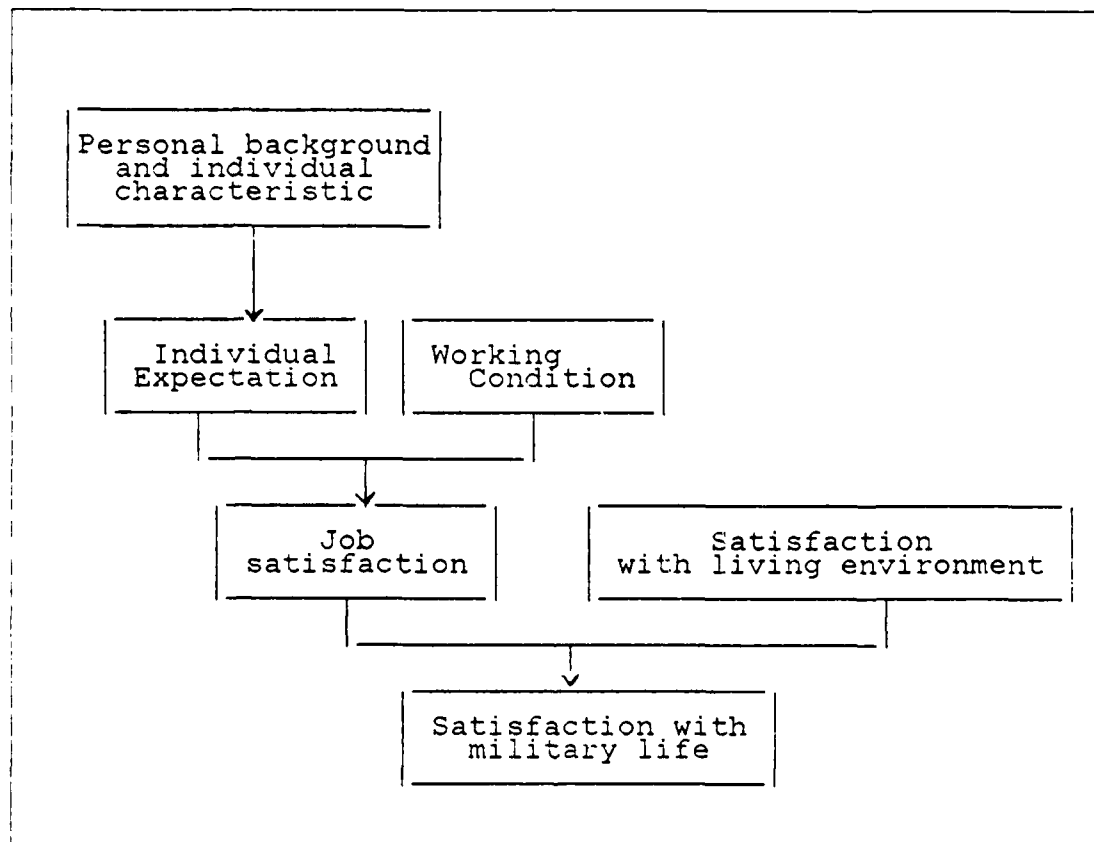 Personal background
and individual
characteristic
Individual
Expectation
Working
Condition
Job
satisfaction
Satisfaction
with living environment
Satisfaction with
military life